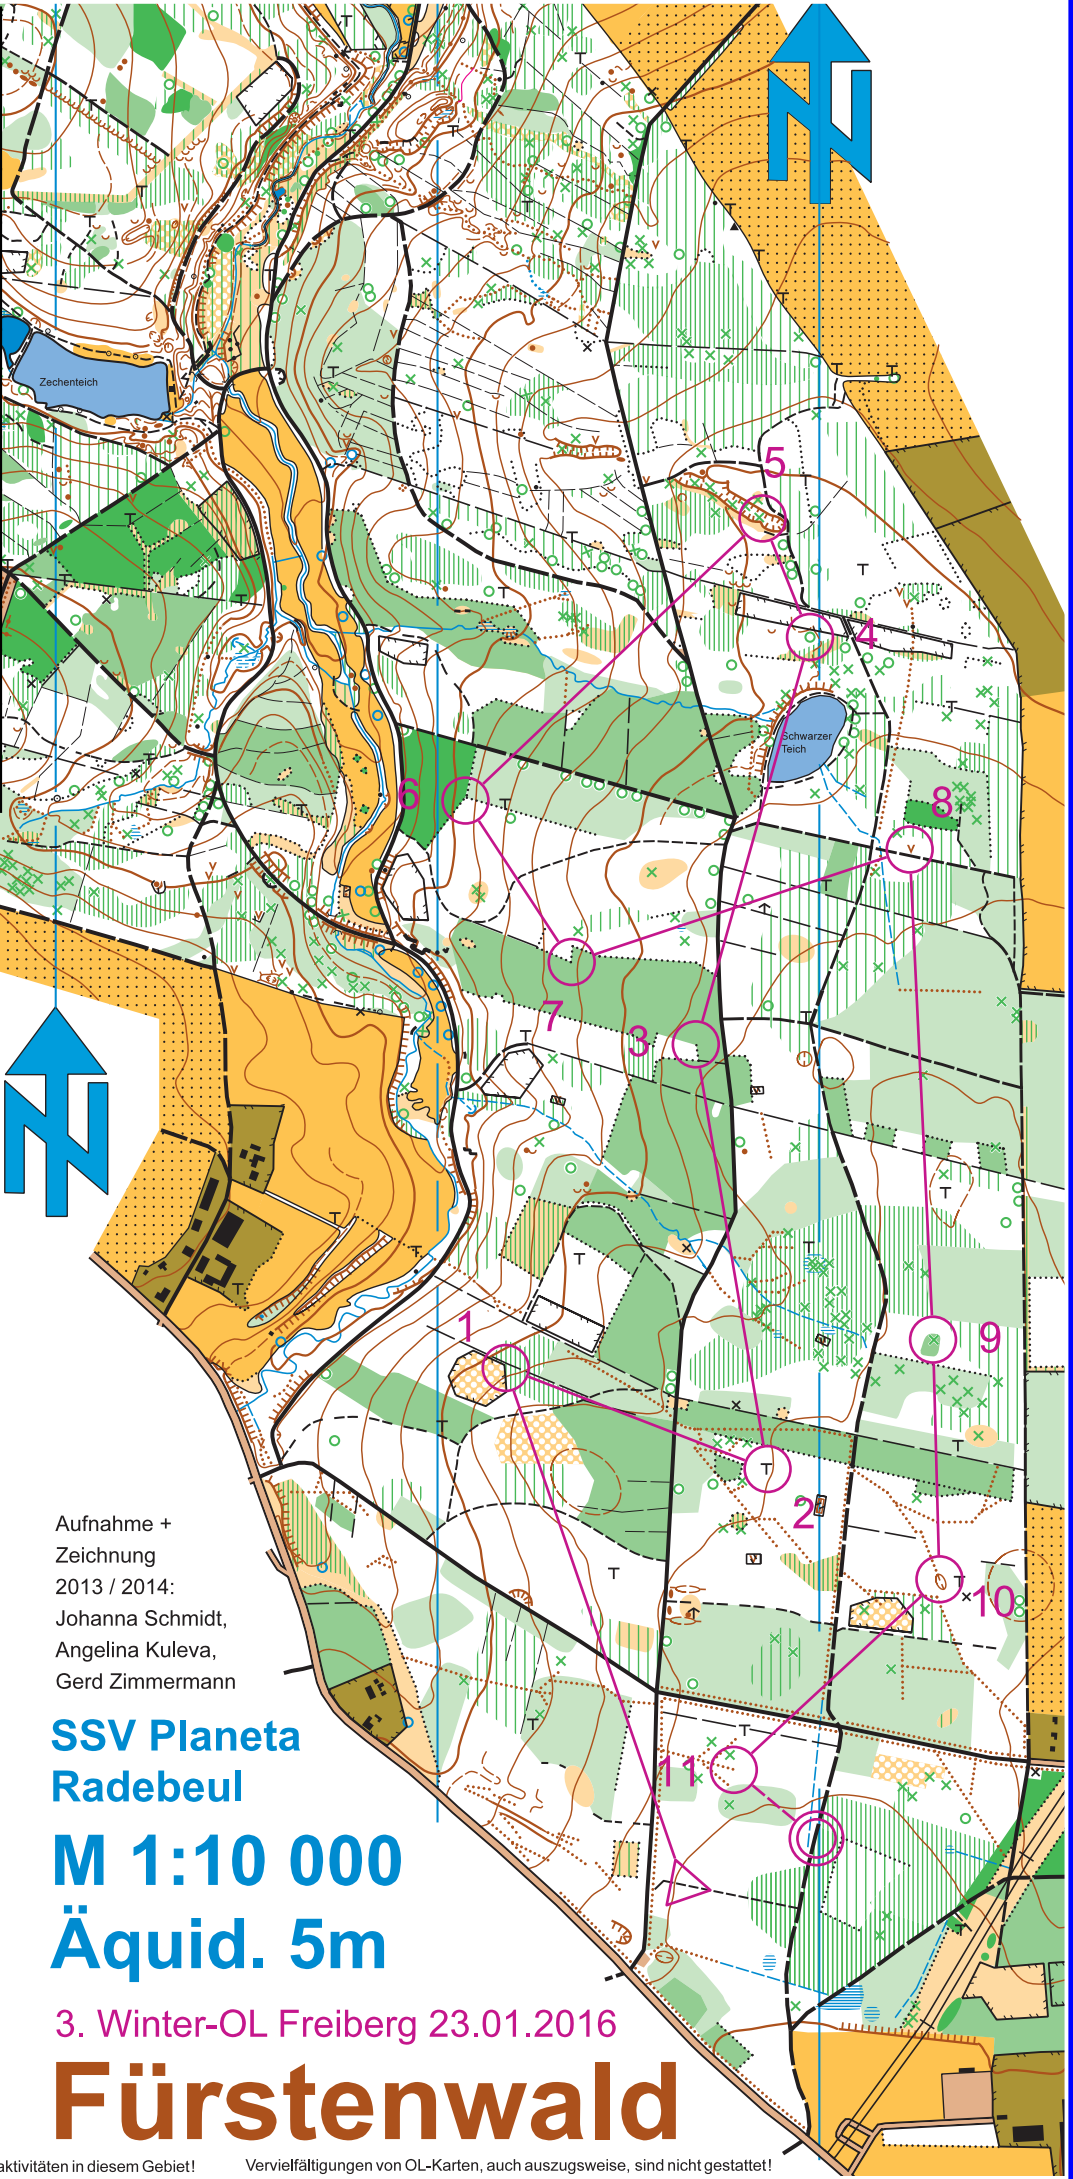 Zechenteich
5
4
Schwarzer
Teich
6
8
7
3
1
9
2
10
11
Aufnahme +
Zeichnung
2013 / 2014:
Johanna Schmidt,
Angelina Kuleva,
Gerd Zimmermann
SSV Planeta
Radebeul
M 1:10 000
Äquid. 5m
3. Winter-OL Freiberg 23.01.2016
Fürstenwald
aktivitäten in diesem Gebiet! Vervielfältigungen von OL-Karten, auch auszugsweise, sind nicht gestattet!